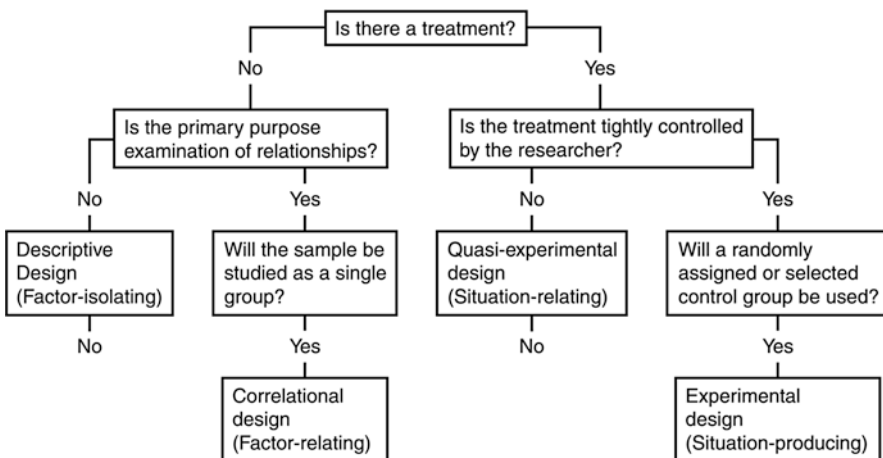 Is there a treatment?
No
Yes
Is the primary purpose
examination of relationships?
Is the treatment tightly controlled
by the researcher?
No
Yes
No
Yes
Descriptive
Design
(Factor-isolating)
Will the sample be
studied as a single
group?
Quasi-experimental
design
(Situation-relating)
Will a randomly
assigned or selected
control group be used?
No
Yes
No
Yes
Correlational
design
(Factor-relating)
Experimental
design
(Situation-producing)